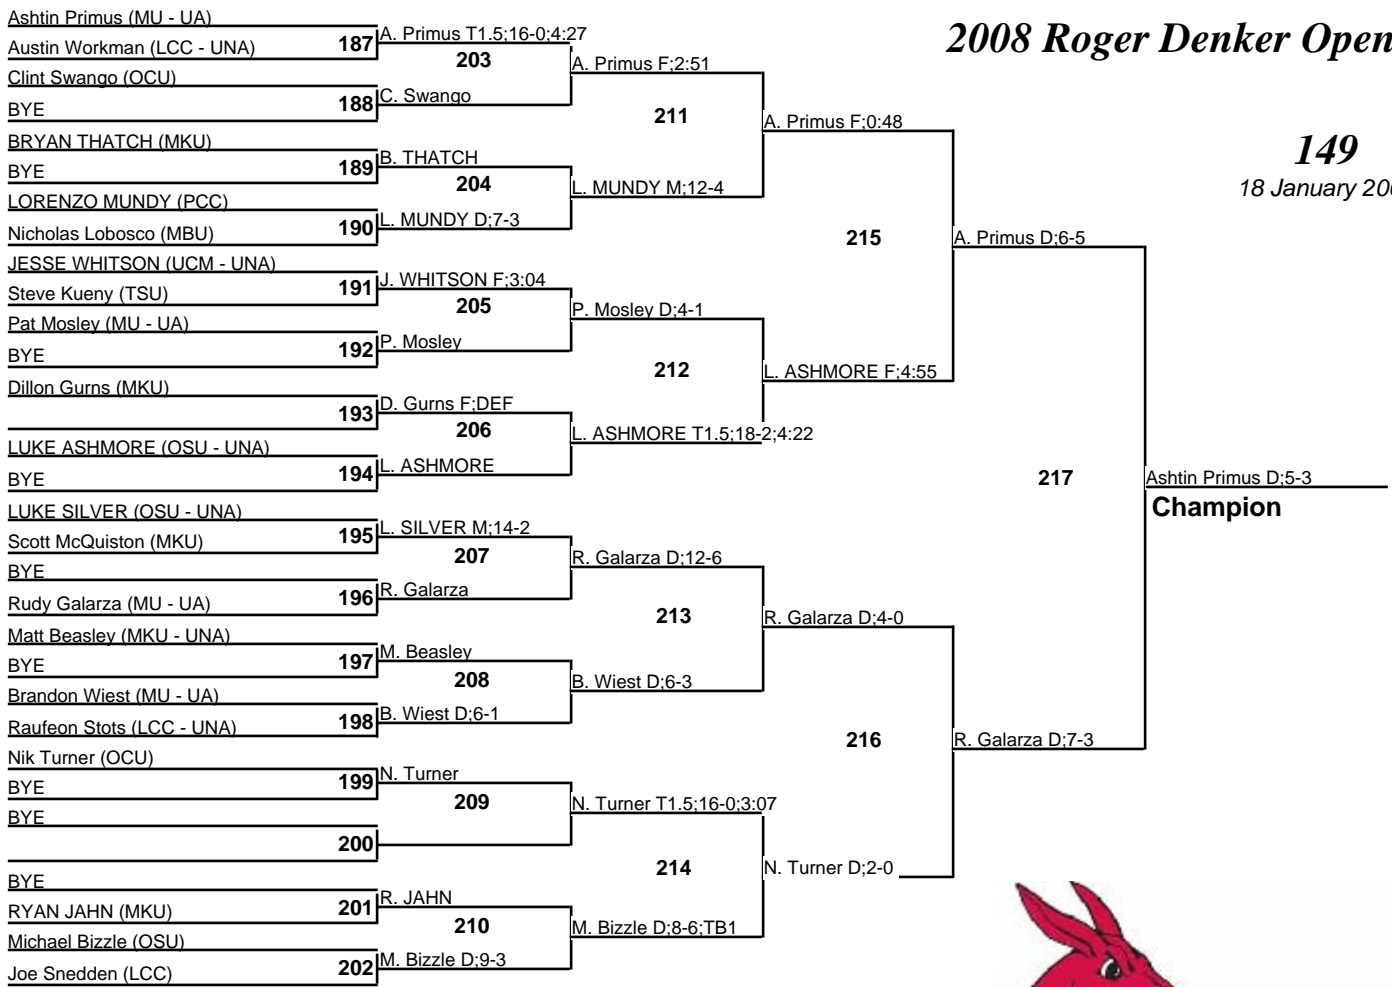 2008 Roger Denker Open
149
18 January 200
Ashtin Primus (MU - UA)
Austin Workman (LCC - UNA)
Clint Swango (OCU)
BYE
BRYAN THATCH (MKU)
BYE
LORENZO MUNDY (PCC)
Nicholas Lobosco (MBU)
JESSE WHITSON (UCM - UNA)
Steve Kueny (TSU)
Pat Mosley (MU - UA)
BYE
Dillon Gurns (MKU)
LUKE ASHMORE (OSU - UNA)
BYE
LUKE SILVER (OSU - UNA)
Scott McQuiston (MKU)
BYE
Rudy Galarza (MU - UA)
Matt Beasley (MKU - UNA)
BYE
Brandon Wiest (MU - UA)
Raufeon Stots (LCC - UNA)
Nik Turner (OCU)
BYE
BYE
BYE
RYAN JAHN (MKU)
Michael Bizzle (OSU)
Joe Snedden (LCC)
187
188
189
190
191
192
193
194
195
196
197
198
199
200
201
202
A. Primus T1.5;16-0;4:27
203
C. Swango
B. THATCH
204
L. MUNDY D;7-3
J. WHITSON F;3:04
205
P. Mosley
D. Gurns F;DEF
206
L. ASHMORE
L. SILVER M;14-2
207
R. Galarza
M. Beasley
208
B. Wiest D;6-1
N. Turner
209
R. JAHN
210
M. Bizzle D;9-3
A. Primus F;2:51
211
L. MUNDY M;12-4
P. Mosley D;4-1
212
L. ASHMORE T1.5;18-2;4:22
R. Galarza D;12-6
213
B. Wiest D;6-3
N. Turner T1.5;16-0;3:07
214
M. Bizzle D;8-6;TB1
A. Primus F;0:48
215
L. ASHMORE F;4:55
R. Galarza D;4-0
216
N. Turner D;2-0
A. Primus D;6-5
217
R. Galarza D;7-3
Ashtin Primus D;5-3
Champion